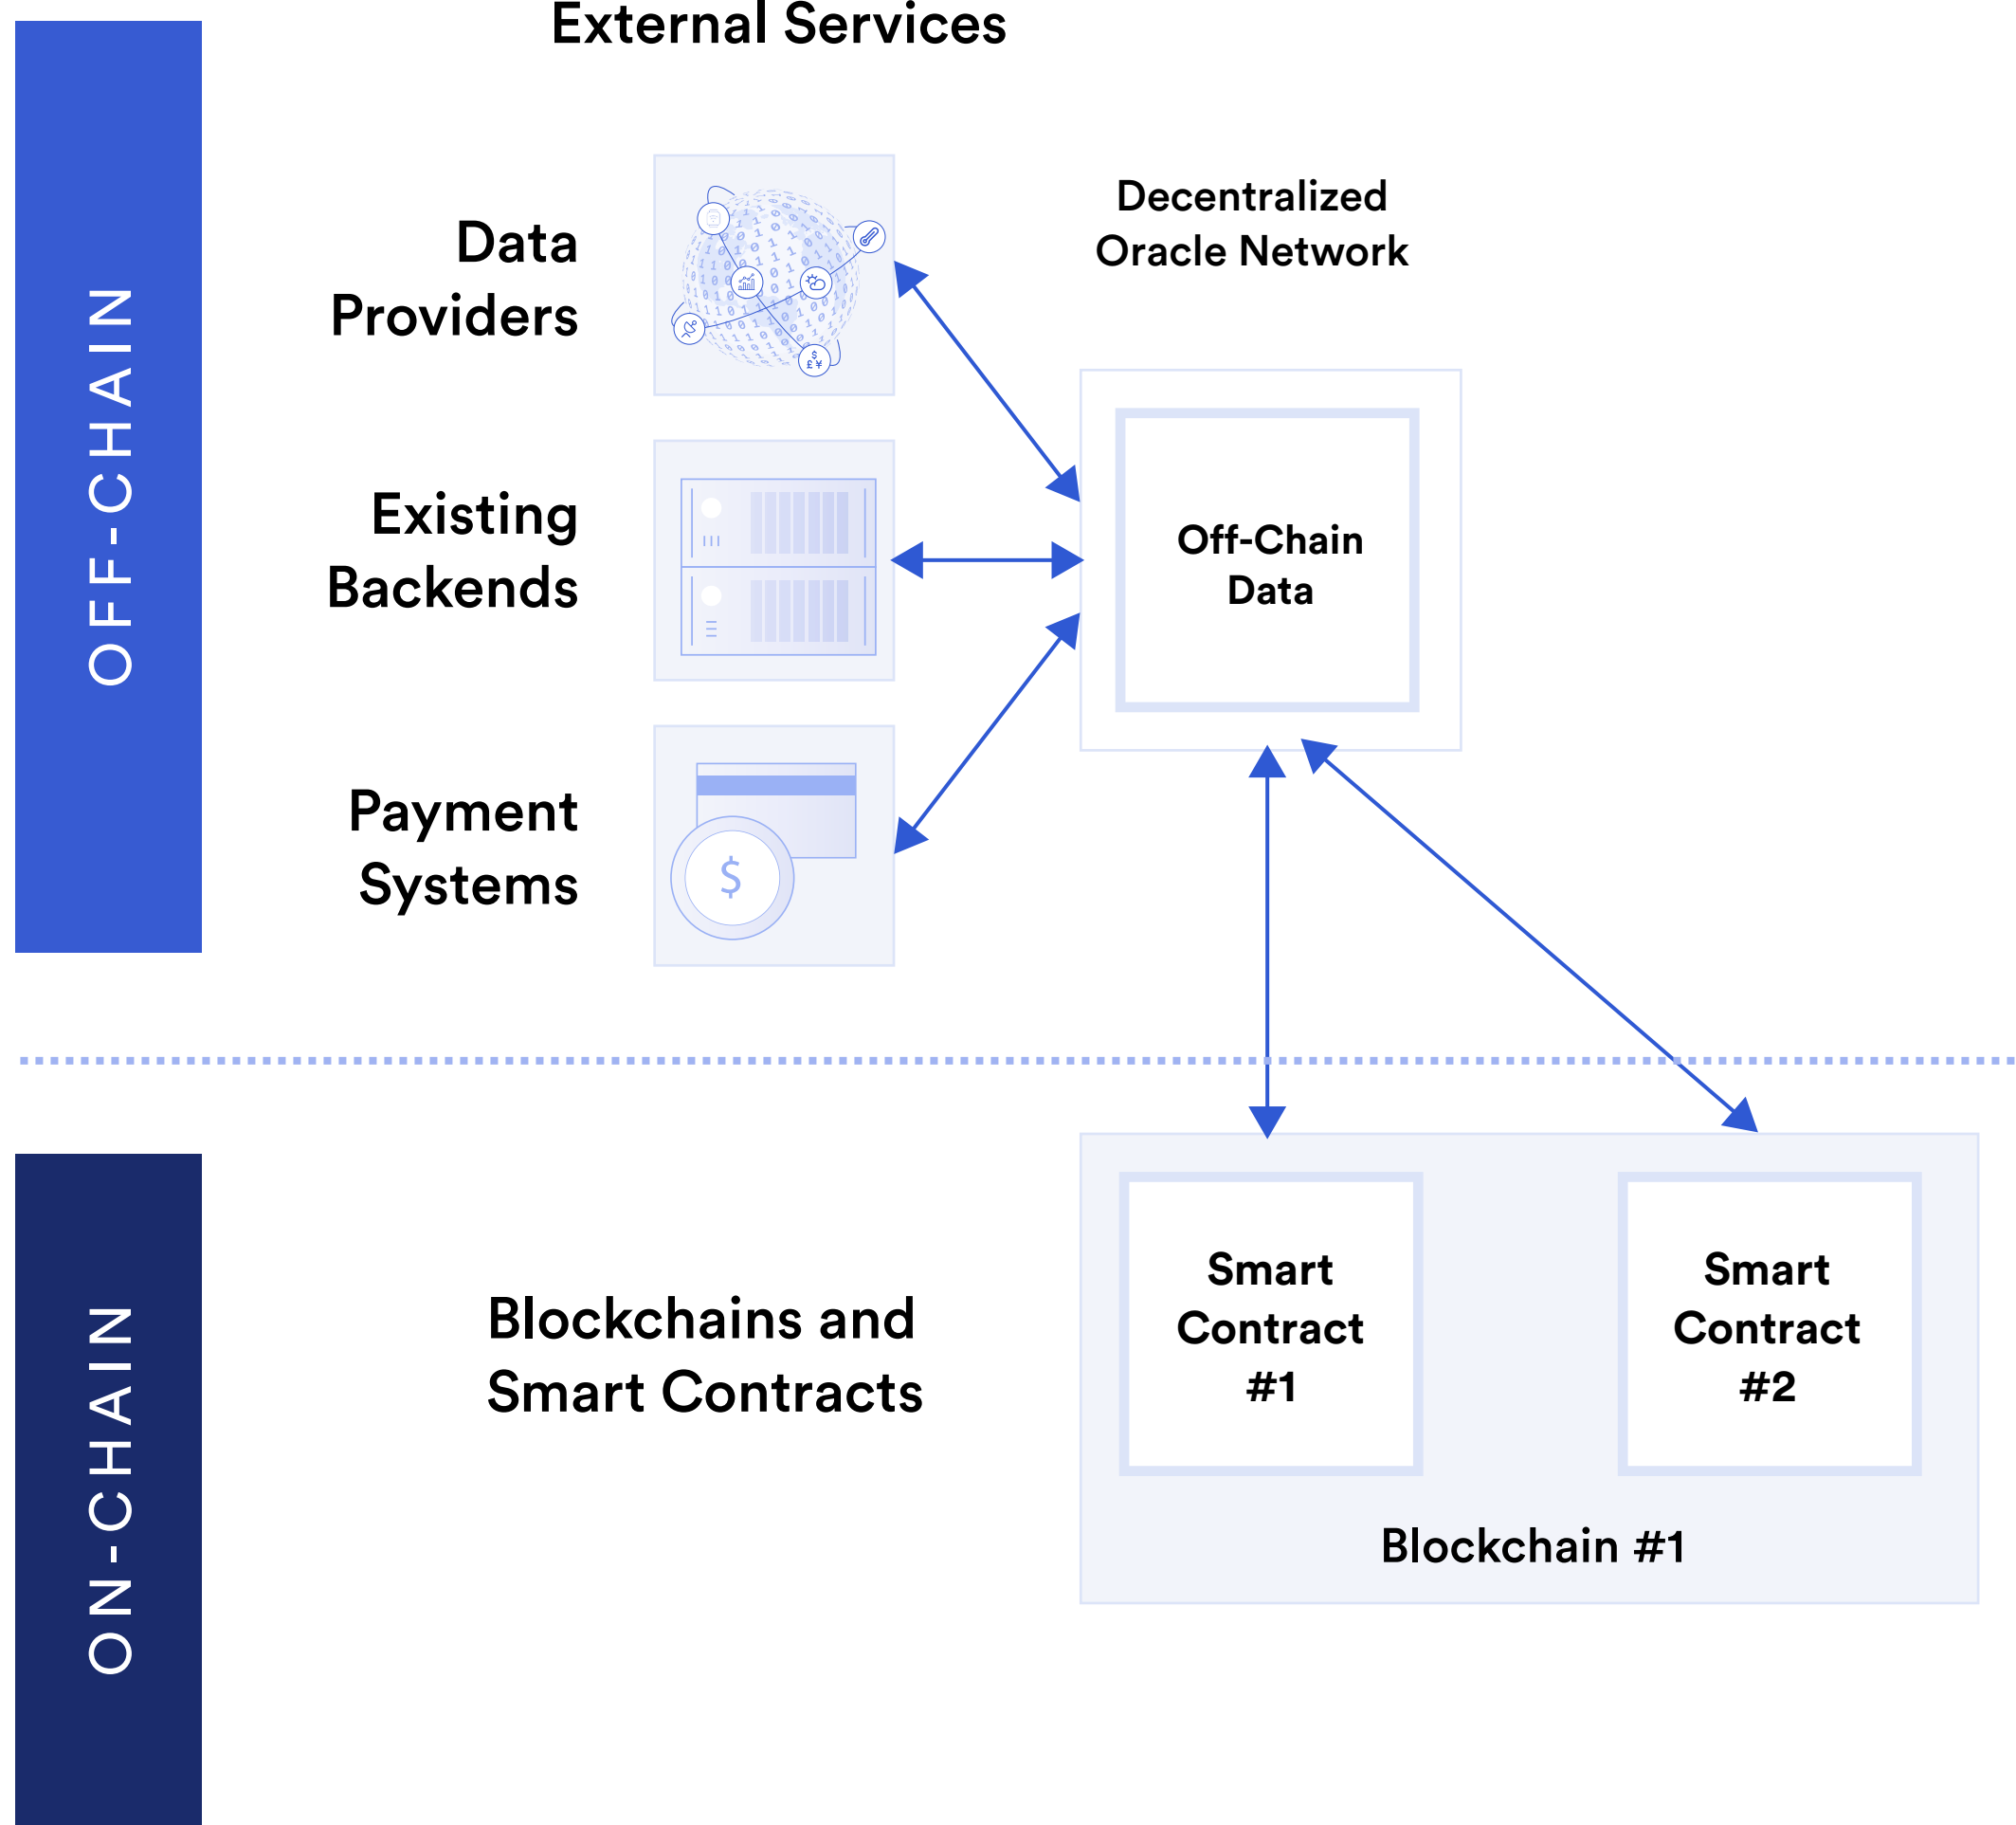 External Services
OFF-CHAIN
Data
Providers
Decentralized
Oracle Network
Existing
Backends
Off-Chain
Data
Payment
Systems
ON-CHAIN
Blockchains and
Smart Contracts
Smart
Contract
#1
Smart
Contract
#2
Blockchain #1